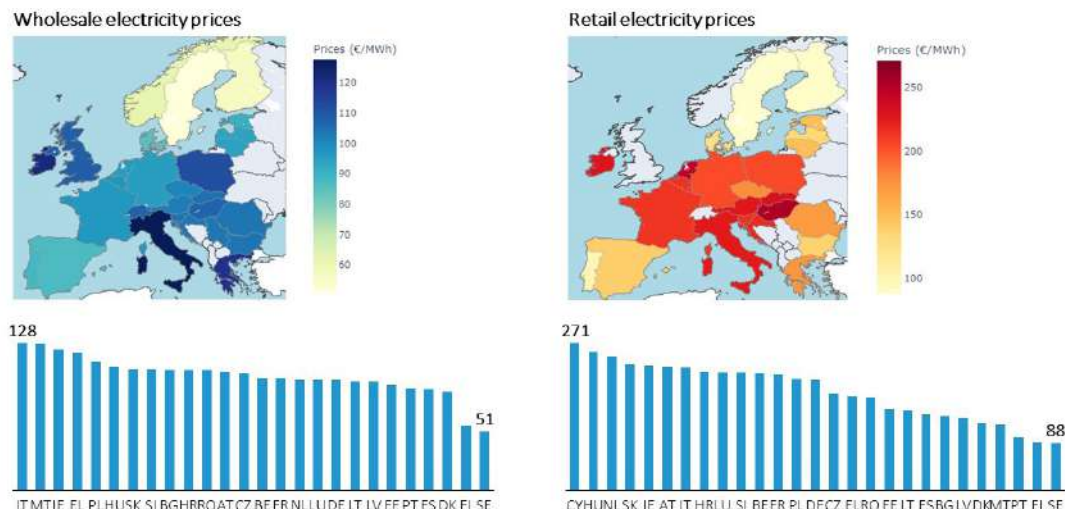 Wholesale electricity prices
Prices (€/MWh)
120
110
100
90
80
70
60
128
51
IT MT IE EL PL HU SK SI BG HR RO AT CZ BE FR NL LU DE LT LV EE PT ES DK FI SE
Retail electricity prices
Prices (€/MWh)
250
200
150
100
271
88
CY HU NL SK IE AT IT HR LU SI BE FR PL DE CZ EL RO EE LT ES BG LV DK MT PT FI SE